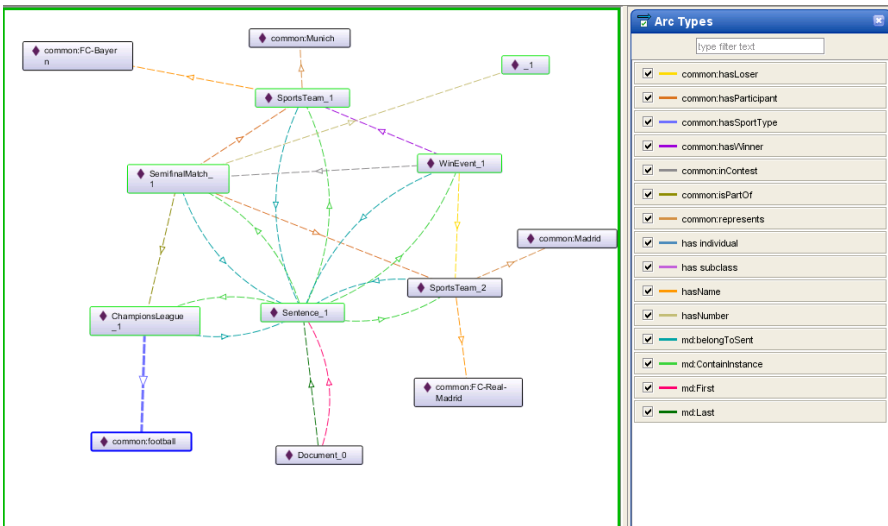 common:FC-Bayer
n
common:Munich
_1
SportsTeam_1
SemifinalMatch_
1
WinEvent_1
common:Madrid
SportsTeam_2
ChampionsLeague
_1
Sentence_1
common:FC-Real-
Madrid
common:football
Document_0
Arc Types
type filter text
common:hasLoser
common:hasParticipant
common:hasSportType
common:hasWinner
common:inContest
common:isPartOf
common:represents
has individual
has subclass
hasName
hasNumber
md:belongToSent
md:ContainInstance
md:First
md:Last